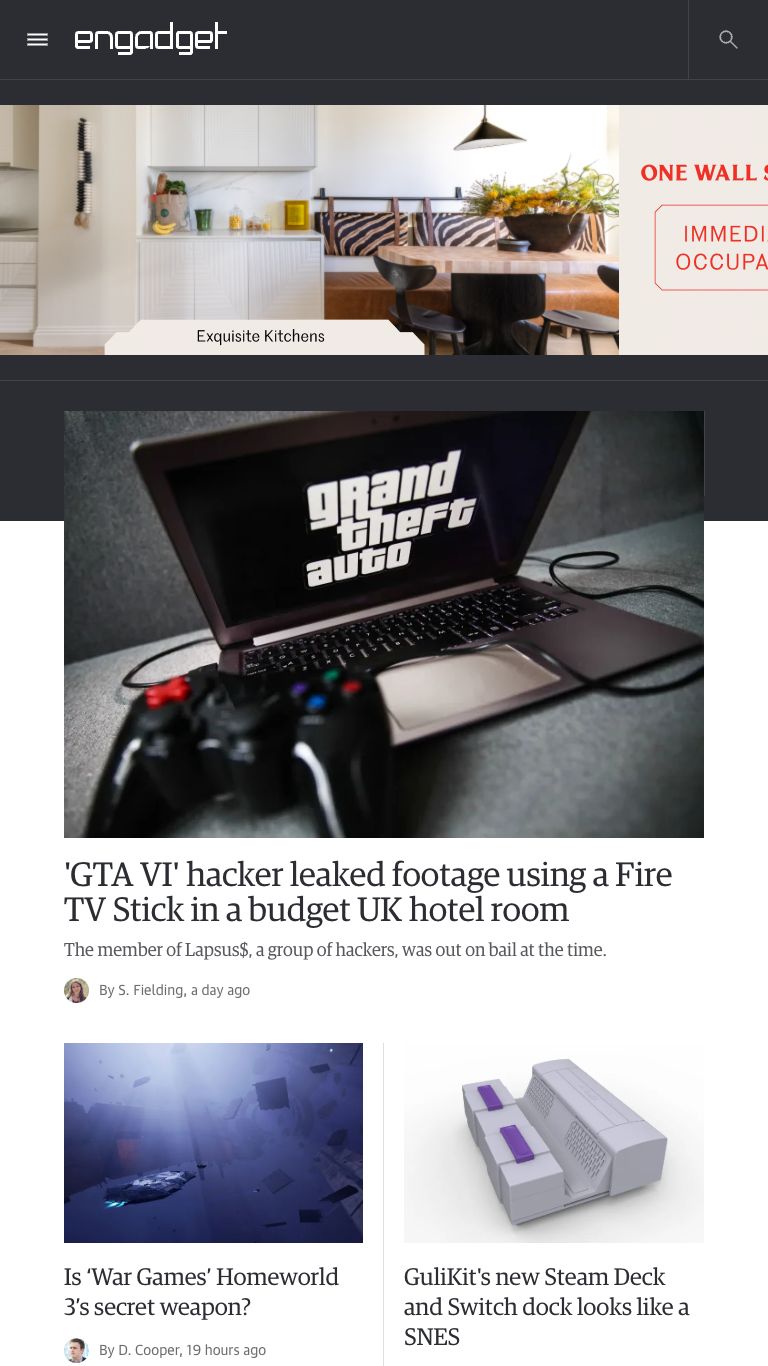 engadget
ONE WALL
IMMEDI
OCCUPA
Exquisite Kitchens
grand
theft
auto
'GTA VI' hacker leaked footage using a Fire
TV Stick in a budget UK hotel room
The member of Lapsus$, a group of hackers, was out on bail at the time.
By S. Fielding, a day ago
Is ‘War Games’ Homeworld
3’s secret weapon?
By D. Cooper, 19 hours ago
GuliKit's new Steam Deck
and Switch dock looks like a
SNES